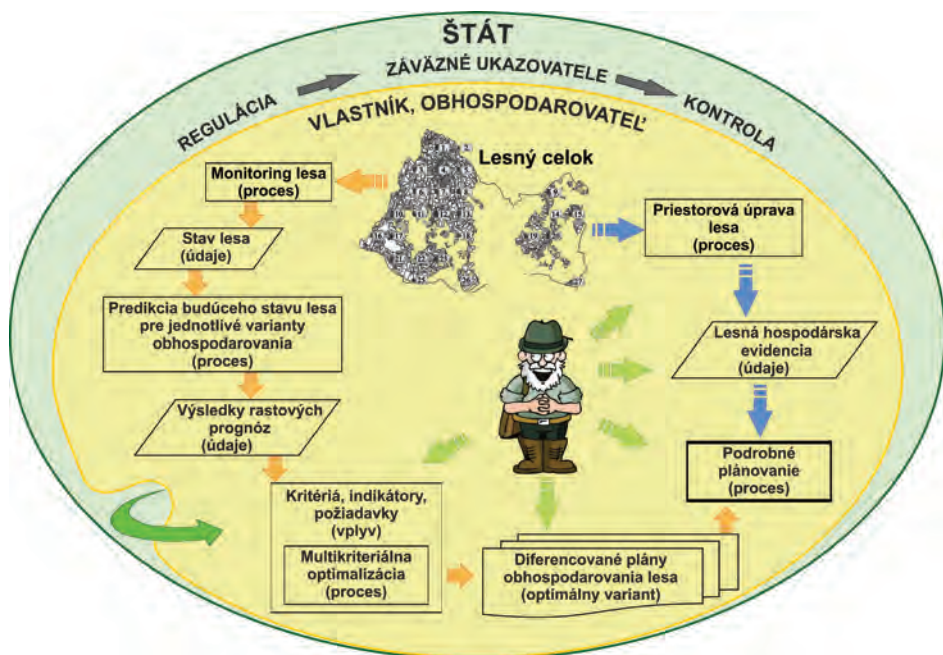 ŠTÁT
REGULÁCIA
ZÁVÄZNÉ UKAZOVATELE
KONTROLA
VLASTNÍK, OBHOSPODAROVATEĽ
Lesný celok
Monitoring lesa
(proces)
Stav lesa
(údaje)
Predikcia budúceho stavu lesa
pre jednotlivé varianty
obhospodarovania
(proces)
Výsledky rastových
prognóz
(údaje)
Kritériá, indikátory,
požiadavky
(vplyv)
Multikriteriálna
optimalizácia
(proces)
Diferencované plány
obhospodarovania lesa
(optimálny variant)
Priestorová úprava
lesa
(proces)
Lesná hospodárska
evidencia
(údaje)
Podrobné
plánovanie
(proces)